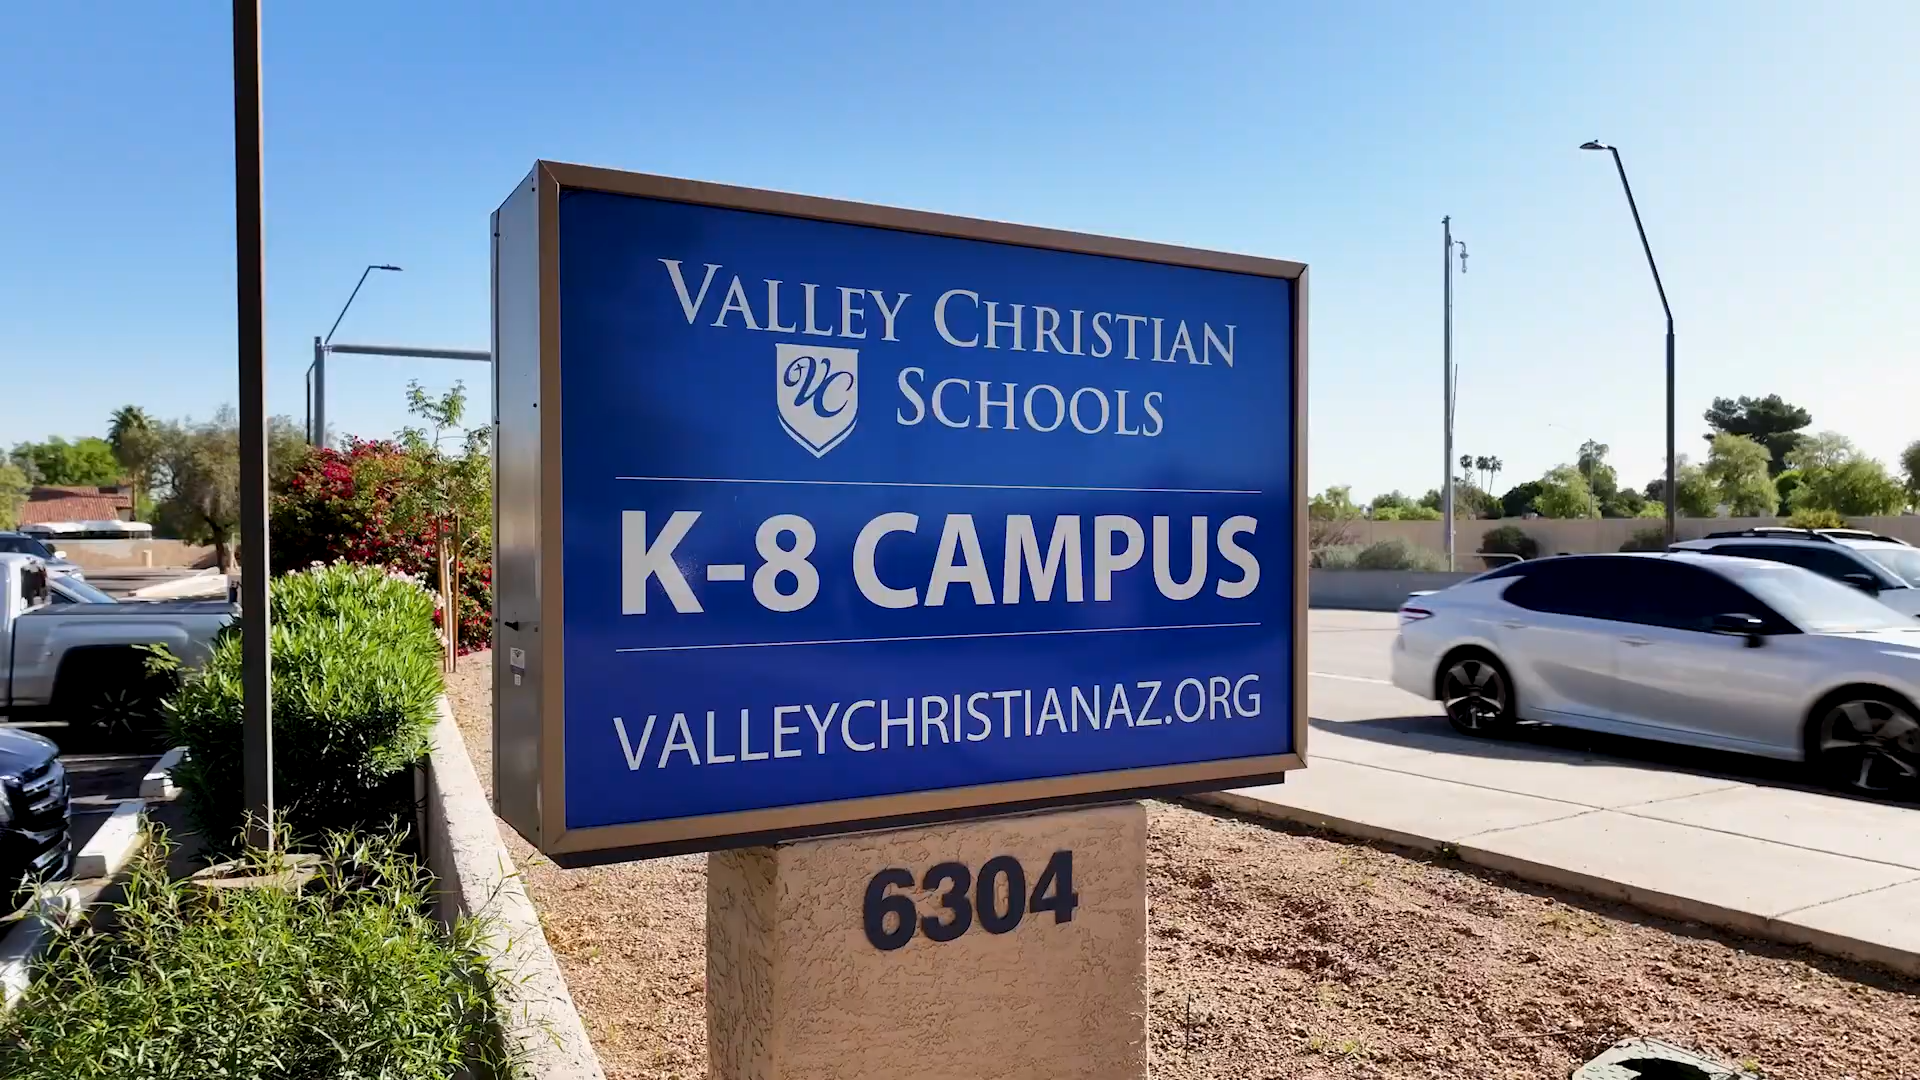 VALLEY CHRISTIAN
VC
SCHOOLS
K-8 CAMPUS
VALLEYCHRISTIANAZ.ORG
6304